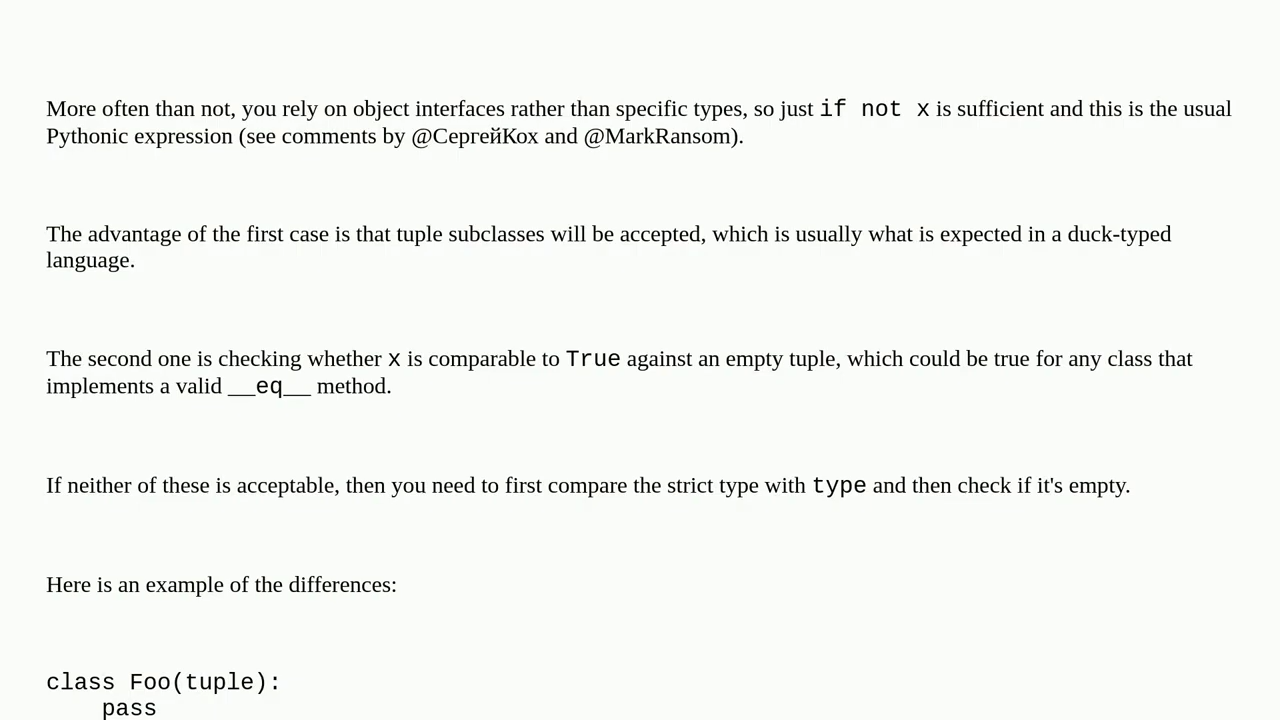 More often than not, you rely on object interfaces rather than specific types, so just if not x is sufficient and this is the usual
Pythonic expression (see comments by @СергейКох and @MarkRansom).
The advantage of the first case is that tuple subclasses will be accepted, which is usually what is expected in a duck-typed
language.
The second one is checking whether x is comparable to True against an empty tuple, which could be true for any class that
implements a valid __eq__ method.
If neither of these is acceptable, then you need to first compare the strict type with type and then check if it's empty.
Here is an example of the differences:
class Foo(tuple):
    pass